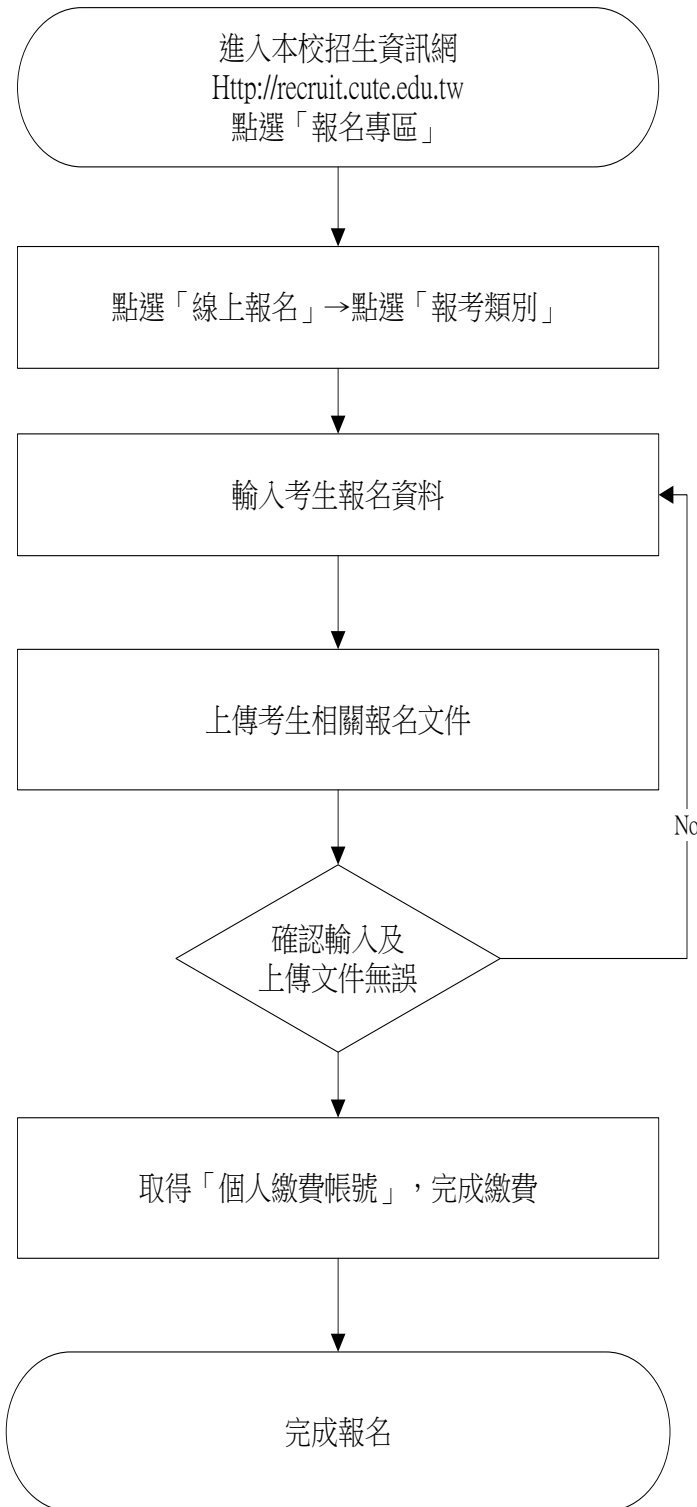 進入本校招生資訊網
Http://recruit.cute.edu.tw
點選「報名專區」
點選「線上報名」→點選「報考類別」
輸入考生報名資料
上傳考生相關報名文件
No
確認輸入及
上傳文件無誤
取得「個人繳費帳號」，完成繳費
完成報名